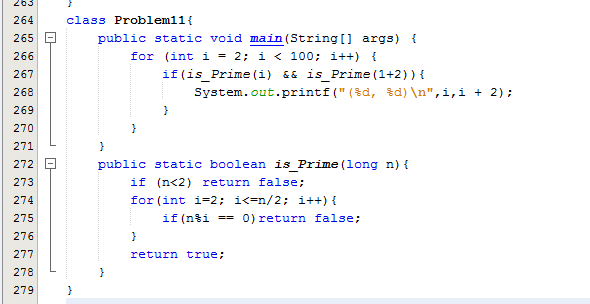 263 }
264 class Problem11{
265 public static void main(String[] args) {
266 for (int i = 2; i < 100; i++) {
267 if(is_Prime(i) && is_Prime(1+2)){
268 System.out.printf("(%d, %d)\n",i,i + 2);
269 }
270 }
271 }
272 public static boolean is_Prime(long n){
273 if (n<2) return false;
274 for(int i=2; i<=n/2; i++){
275 if(n%i == 0)return false;
276 }
277 return true;
278 }
279 }